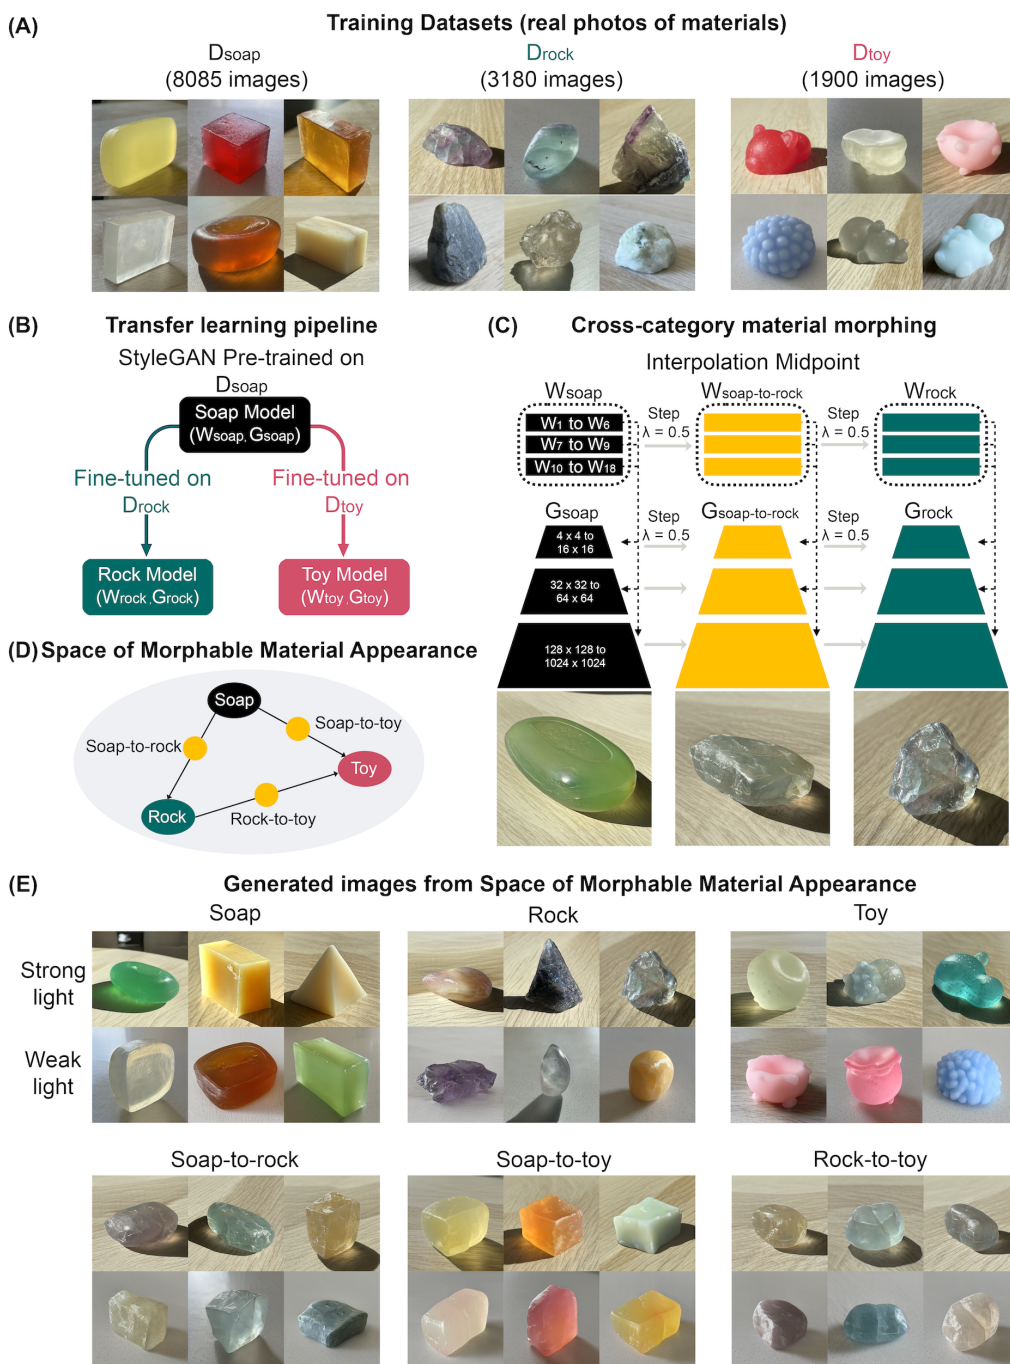 (A) Training Datasets (real photos of materials)
Dsoap Drock Dtoy
(8085 images) (3180 images) (1900 images)
(B) Transfer learning pipeline
StyleGAN Pre-trained on
Dsoap
Soap Model
(Wsoap, Gsoap)
Fine-tuned on Fine-tuned on
Drock Dtoy
Rock Model Toy Model
(Wrock, Grock) (Wtoy, Gtoy)
(C) Cross-category material morphing
Interpolation Midpoint
Wsoap Wsoap-to-rock Wrock
W1 to W6
W7 to W9
W10 to W18
Step Step
λ = 0.5 λ = 0.5
Gsoap Gsoap-to-rock Grock
4 x 4 to
16 x 16
Step Step
λ = 0.5 λ = 0.5
32 x 32 to
64 x 64
128 x 128 to
1024 x 1024
(D) Space of Morphable Material Appearance
Soap
Soap-to-toy
Soap-to-rock
Toy
Rock
Rock-to-toy
(E) Generated images from Space of Morphable Material Appearance
Soap Rock Toy
Strong
light
Weak
light
Soap-to-rock Soap-to-toy Rock-to-toy